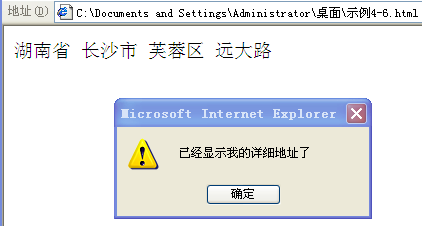 地址(D) C:\Documents and Settings\Administrator\桌面\示例4-6.html
湖南省 长沙市 芙蓉区 远大路
Microsoft Internet Explorer
已经显示我的详细地址了
确定